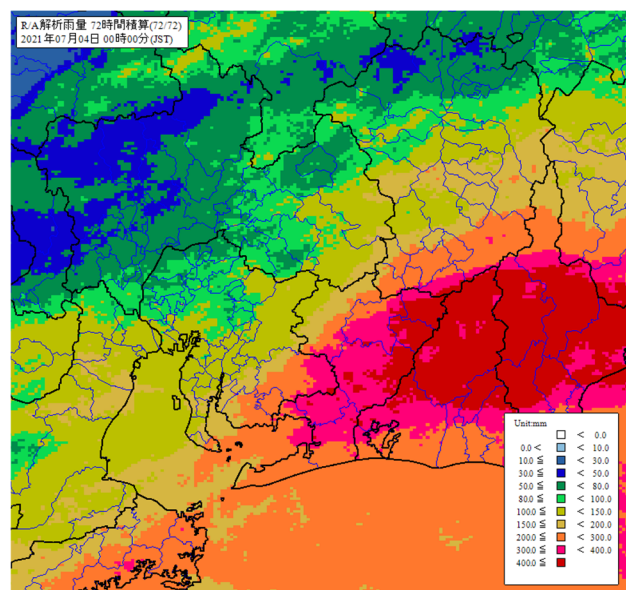 R/A解析雨量 72時間積算(72/72)
2021年07月04日 00時00分(JST)
Unit:mm
< 0.0
0.0 < < 10.0
10.0 ≦ < 30.0
30.0 ≦ < 50.0
50.0 ≦ < 80.0
80.0 ≦ < 100.0
100.0 ≦ < 150.0
150.0 ≦ < 200.0
200.0 ≦ < 300.0
300.0 ≦ < 400.0
400.0 ≦